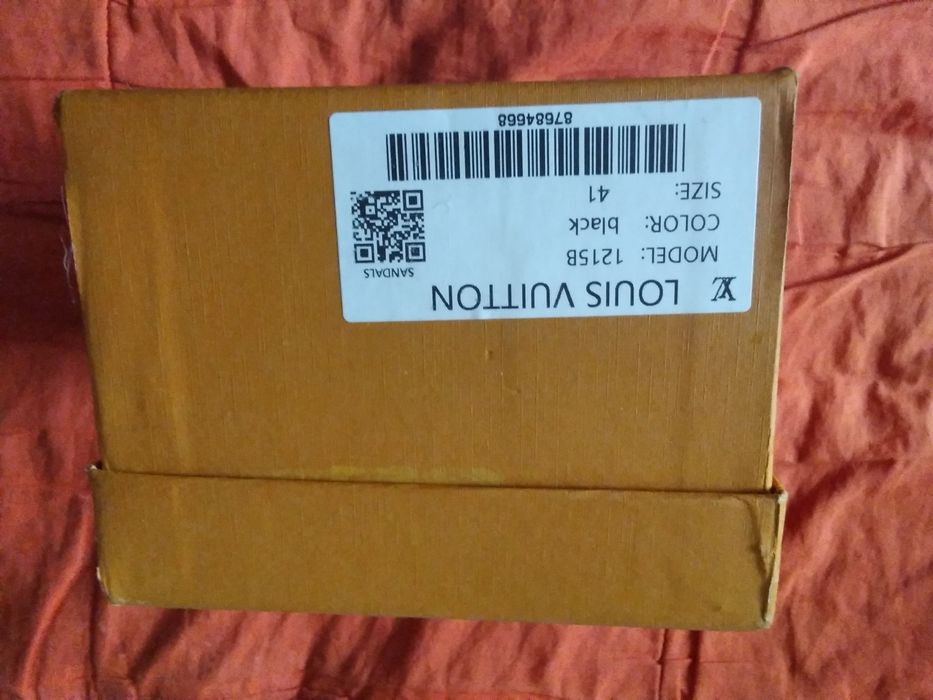 LOUIS VUITTON
MODEL: 1215B
COLOR: black
SIZE: 41
SANDALS
87684668